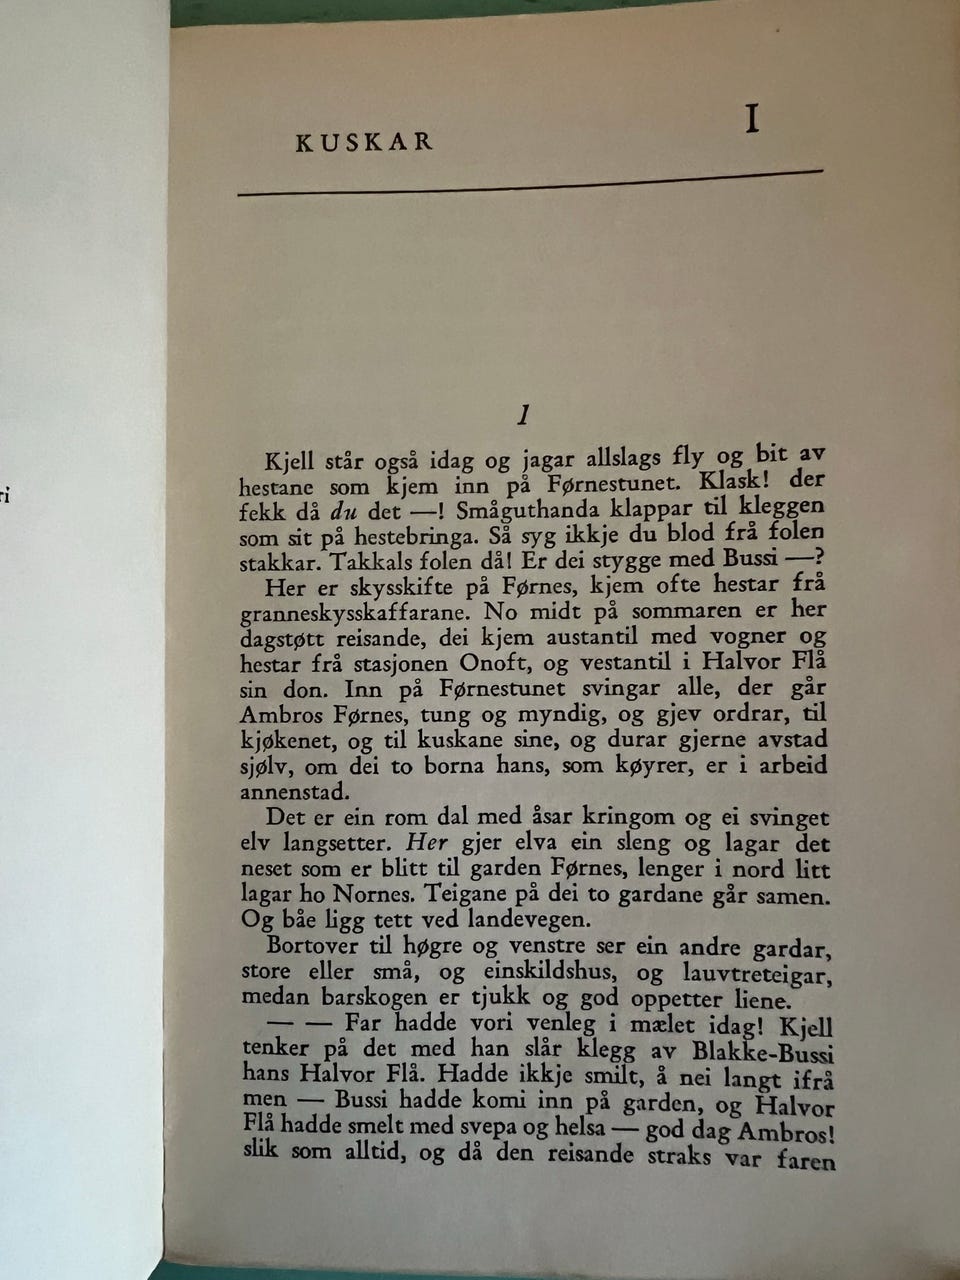 KUSKAR
I
1
Kjell står også idag og jagar allslags fly og bit av
hestane som kjem inn på Førnestunet. Klask! der
fekk då du det —! Småguthanda klappar til kleggen
som sit på hestebringa. Så syg ikkje du blod frå folen
stakkar. Takkals folen då! Er dei stygge med Bussi —?
Her er skysskifte på Førnes, kjem ofte hestar frå
granneskysskaffarane. No midt på sommaren er her
dagstøtt reisande, dei kjem austantil med vogner og
hestar frå stasjonen Onoft, og vestantil i Halvor Flå
sin don. Inn på Førnestunet svingar alle, der går
Ambros Førnes, tung og myndig, og gjev ordrar, til
kjøkenet, og til kuskane sine, og durar gjerne avstad
sjølv, om dei to borna hans, som køyrer, er i arbeid
annenstad.
Det er ein rom dal med åsar kringom og ei svinget
elv langsetter. Her gjer elva ein sleng og lagar det
neset som er blitt til garden Førnes, lenger i nord litt
lagar ho Nornes. Teigane på dei to gardane går samen.
Og båe ligg tett ved landevegen.
Bortover til høgre og venstre ser ein andre gardar,
store eller små, og einskildshus, og lauvtreteigar,
medan barskogen er tjukk og god oppetter liene.
— — Far hadde vori venleg i mælet idag! Kjell
tenker på det med han slår klegg av Blakke-Bussi
hans Halvor Flå. Hadde ikkje smilt, å nei langt ifrå
men — Bussi hadde komi inn på garden, og Halvor
Flå hadde smelt med svepa og helsa — god dag Ambros!
slik som alltid, og då den reisande straks var faren
ri